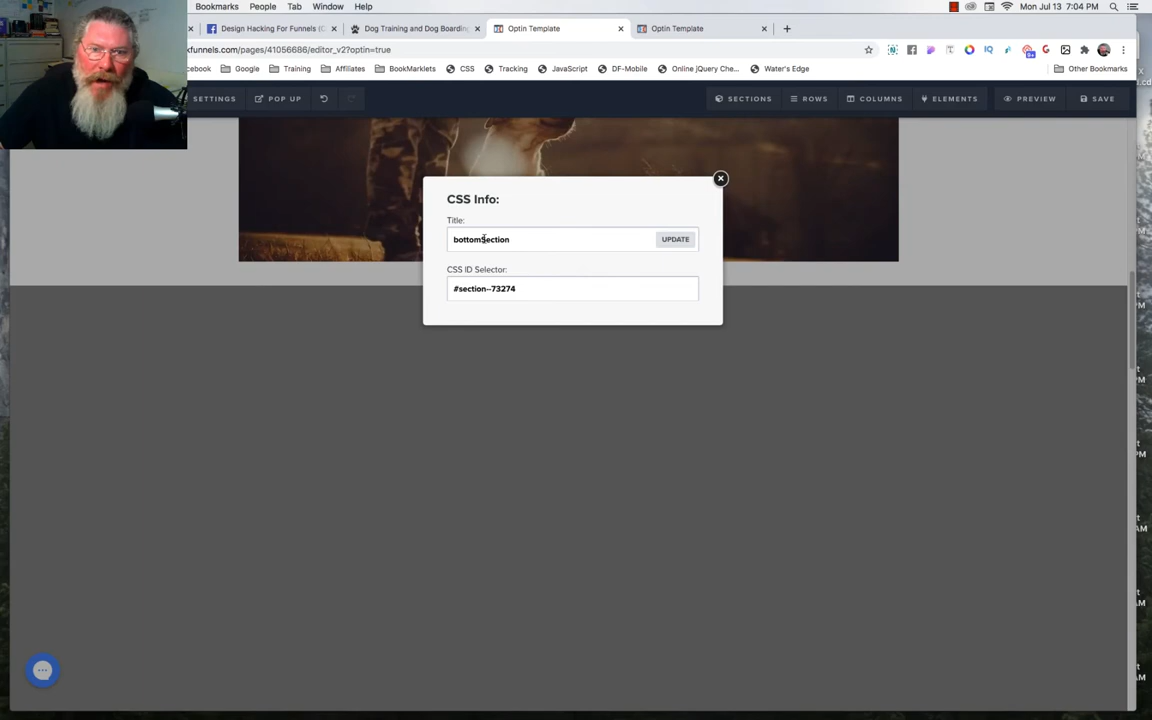 Bookmarks People Tab Window Help Mon Jul 13 7:04 PM
Design Hacking For Funnels (C Dog Training and Dog Boarding Optin Template Optin Template
kfunnels.com/pages/41056686/editor_v2?optin=true
cebook Google Training Affiliates BookMarklets CSS Tracking JavaScript DF-Mobile Online jQuery Che... Water's Edge Other Bookmarks
SETTINGS POP UP SECTIONS ROWS COLUMNS ELEMENTS PREVIEW SAVE
CSS Info:
Title:
bottomSection UPDATE
CSS ID Selector:
#section--73274